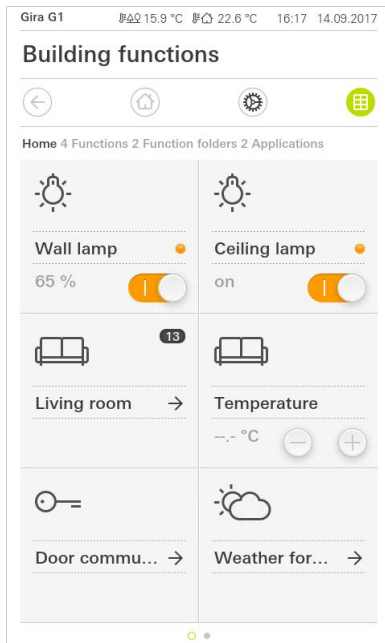 Gira G1 15.9 °C 22.6 °C 16:17 14.09.2017
Building functions
Home 4 Functions 2 Function folders 2 Applications
Wall lamp
Ceiling lamp
65 %
on
13
Living room
Temperature
--.- °C
Door commu...
Weather for...